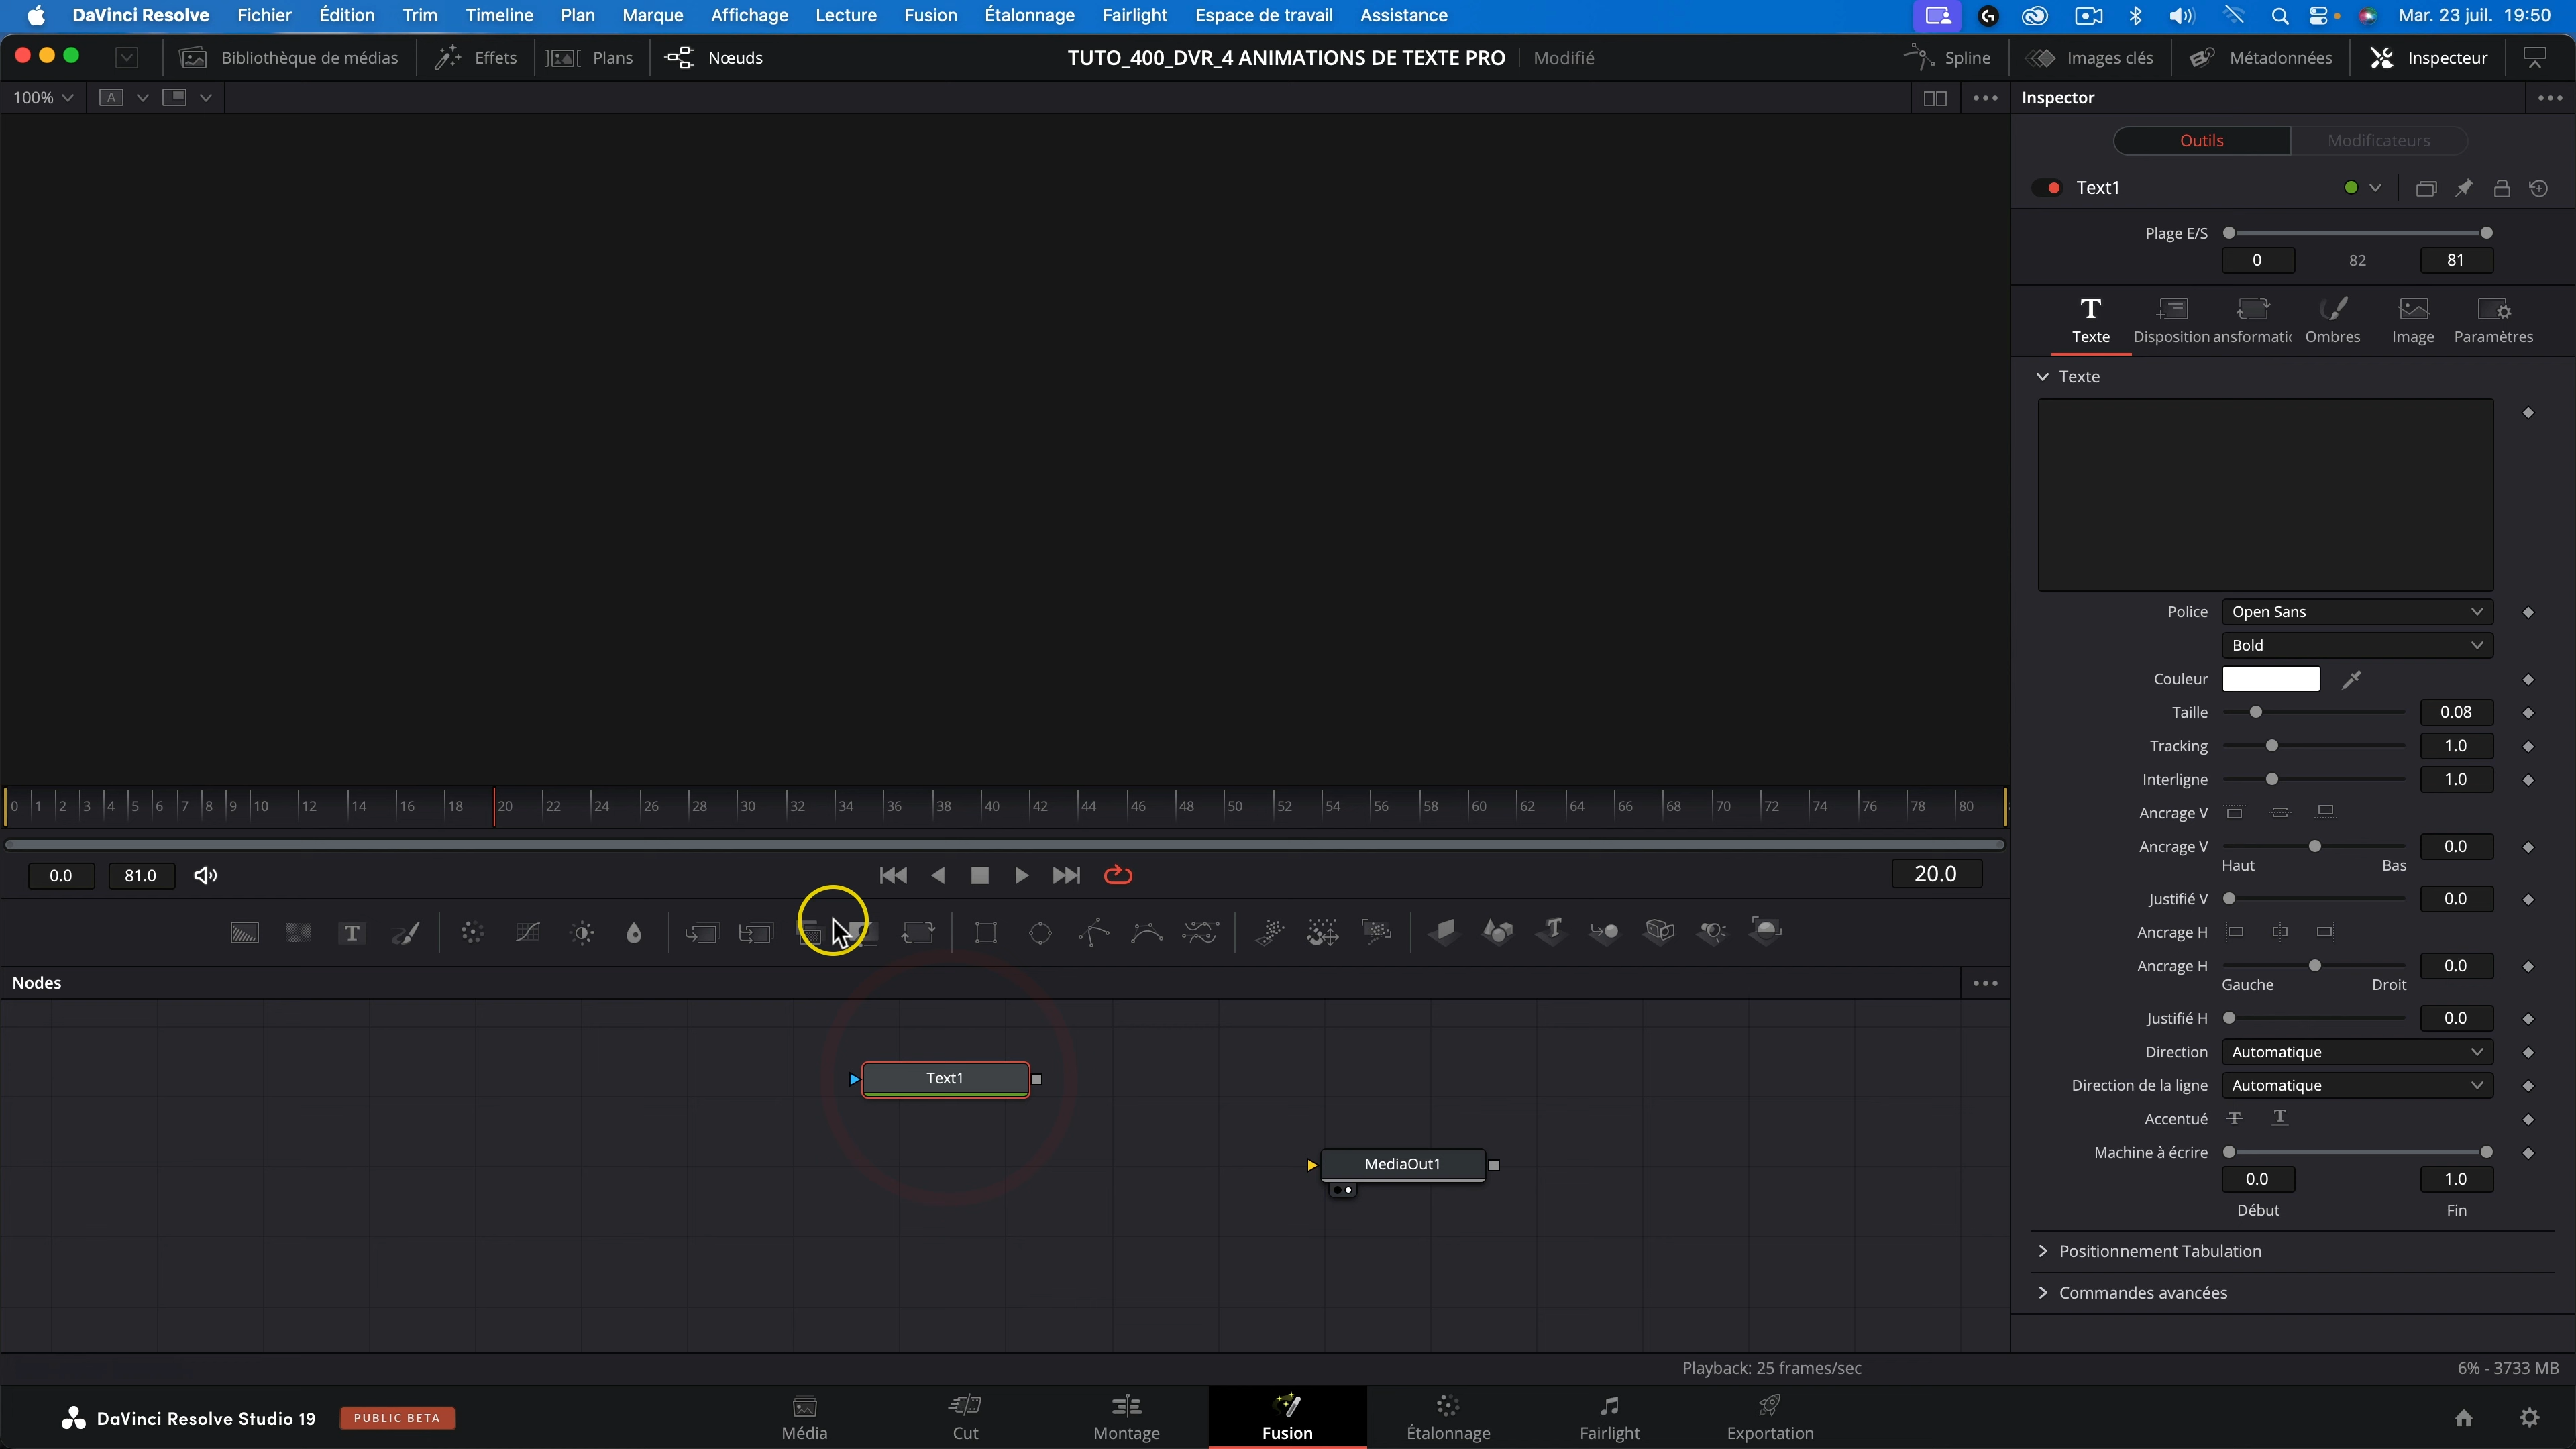 DaVinci Resolve Fichier Édition Trim Timeline Plan Marque Affichage Lecture Fusion Étalonnage Fairlight Espace de travail Assistance Mar. 23 juil. 19:50
Bibliothèque de médias Effets Plans Nœuds TUTO_400_DVR_4 ANIMATIONS DE TEXTE PRO Modifié Spline Images clés Métadonnées Inspecteur
100% A Inspector
Outils Modificateurs
Text1
Plage E/S
0 82 81
Texte Disposition ansformatic Ombres Image Paramètres
Texte
Police Open Sans
Bold
Couleur
Taille 0.08
Tracking 1.0
Interligne 1.0
Ancrage V
Ancrage V 0.0
Haut Bas
Justifié V 0.0
Ancrage H
Ancrage H 0.0
Gauche Droit
Justifié H 0.0
Direction Automatique
Direction de la ligne Automatique
Accentué T T
Machine à écrire
0.0 1.0
Début Fin
Positionnement Tabulation
Commandes avancées
0 1 2 3 4 5 6 7 8 9 10 12 14 16 18 20 22 24 26 28 30 32 34 36 38 40 42 44 46 48 50 52 54 56 58 60 62 64 66 68 70 72 74 76 78 80
0.0 81.0 20.0
Nodes
Text1
MediaOut1
Playback: 25 frames/sec 6% - 3733 MB
DaVinci Resolve Studio 19 PUBLIC BETA Média Cut Montage Fusion Étalonnage Fairlight Exportation